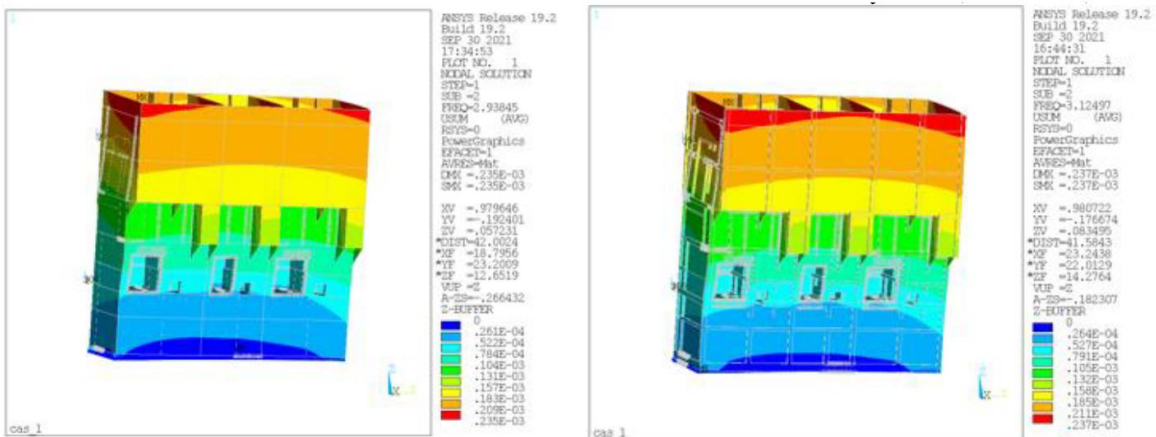 1
ANSYS Release 19.2
Build 19.2
SEP 30 2021
17:34:53
PLOT NO. 1
NODAL SOLUTION
STEP=1
SUB =2
FREQ=2.93845
USUM (AVG)
RSYS=0
PowerGraphics
EFACET=1
AVRES=Mat
DMX =.235E-03
SMX =.235E-03
XV =.979646
YV =-.192401
ZV =.057231
*DIST=42.0024
*XF =18.7956
*YF =23.2009
*ZF =12.6519
VUP =Z
A-ZS=-.266432
Z-BUFFER
0
.261E-04
.522E-04
.784E-04
.104E-03
.131E-03
.157E-03
.183E-03
.209E-03
.235E-03
MX
Z
X
cas_1
1
ANSYS Release 19.2
Build 19.2
SEP 30 2021
16:44:31
PLOT NO. 1
NODAL SOLUTION
STEP=1
SUB =2
FREQ=3.12497
USUM (AVG)
RSYS=0
PowerGraphics
EFACET=1
AVRES=Mat
DMX =.237E-03
SMX =.237E-03
XV =.980722
YV =-.176674
ZV =.083495
*DIST=41.5843
*XF =23.2438
*YF =22.0129
*ZF =14.2764
VUP =Z
A-ZS=-.182307
Z-BUFFER
0
.264E-04
.527E-04
.791E-04
.105E-03
.132E-03
.158E-03
.185E-03
.211E-03
.237E-03
MX
Z
X
cas 1